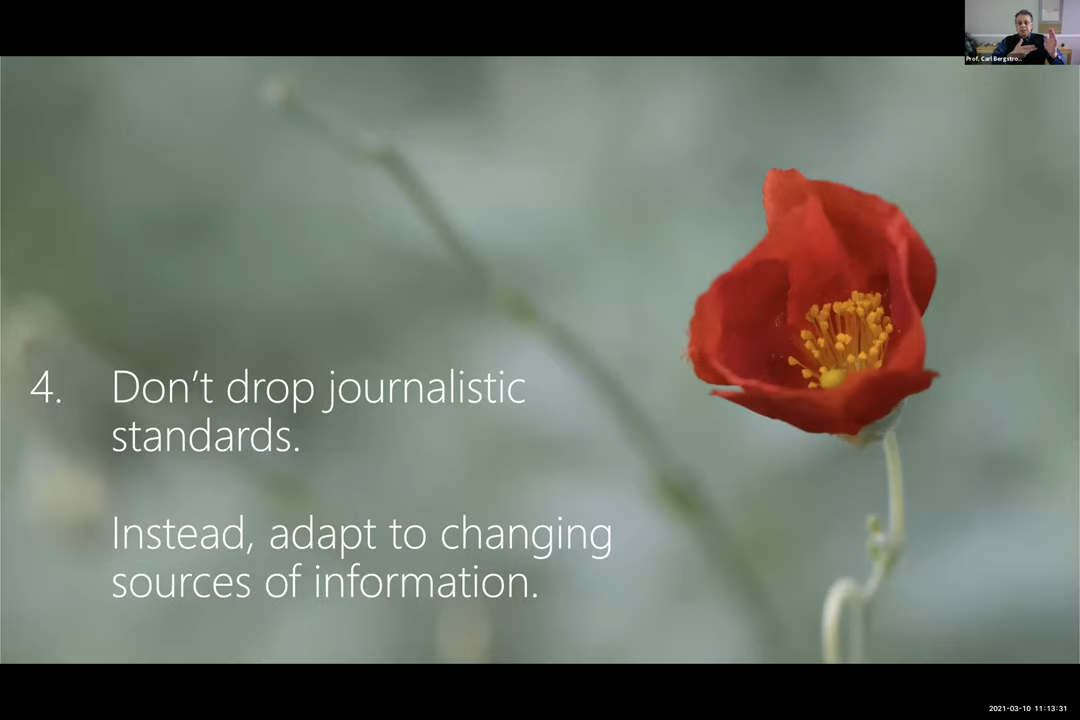 Prof. Carl Bergstro...
4. Don’t drop journalistic
standards.
Instead, adapt to changing
sources of information.
2021-03-10 11:13:31